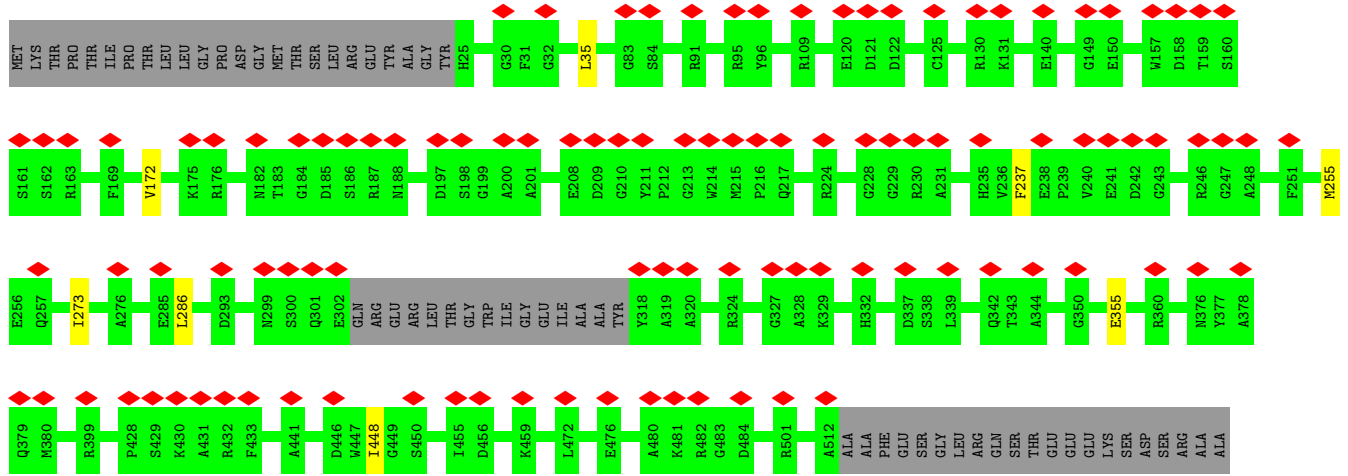 MET LYS THR PRO THR ILE PRO THR LEU LEU GLY PRO ASP GLY MET THR SER LEU ARG GLU TYR ALA GLY TYR H25 G30 F31 G32 L35 G83 S84 R91 R95 Y96 R109 E120 D121 D122 C125 R130 K131 E140 G149 E150 W157 D158 T159 S160
S161 S162 R163 F169 V172 K175 R176 N182 T183 G184 D185 S186 R187 N188 D197 S198 G199 A200 A201 E208 D209 G210 Y211 P212 G213 W214 M215 P216 Q217 R224 G228 G229 R230 A231 H235 V236 F237 E238 P239 V240 E241 D242 G243 R246 G247 A248 F251 M255
E256 Q257 I273 A276 E285 L286 D293 N299 S300 Q301 E302 GLN ARG GLU ARG LEU THR GLY TRP ILE GLY GLU ILE ALA ALA TYR Y318 A319 A320 R324 G327 A328 K329 H332 D337 S338 L339 Q342 T343 A344 G350 E355 R360 N376 Y377 A378
Q379 M380 R399 P428 S429 K430 A431 R432 F433 A441 D446 W447 I448 G449 S450 I455 D456 K459 L472 E476 A480 K481 R482 G483 D484 R501 A512 ALA ALA PHE GLU SER GLY LEU ARG GLN SER THR GLU GLU GLU LYS SER ASP SER ARG ALA ALA